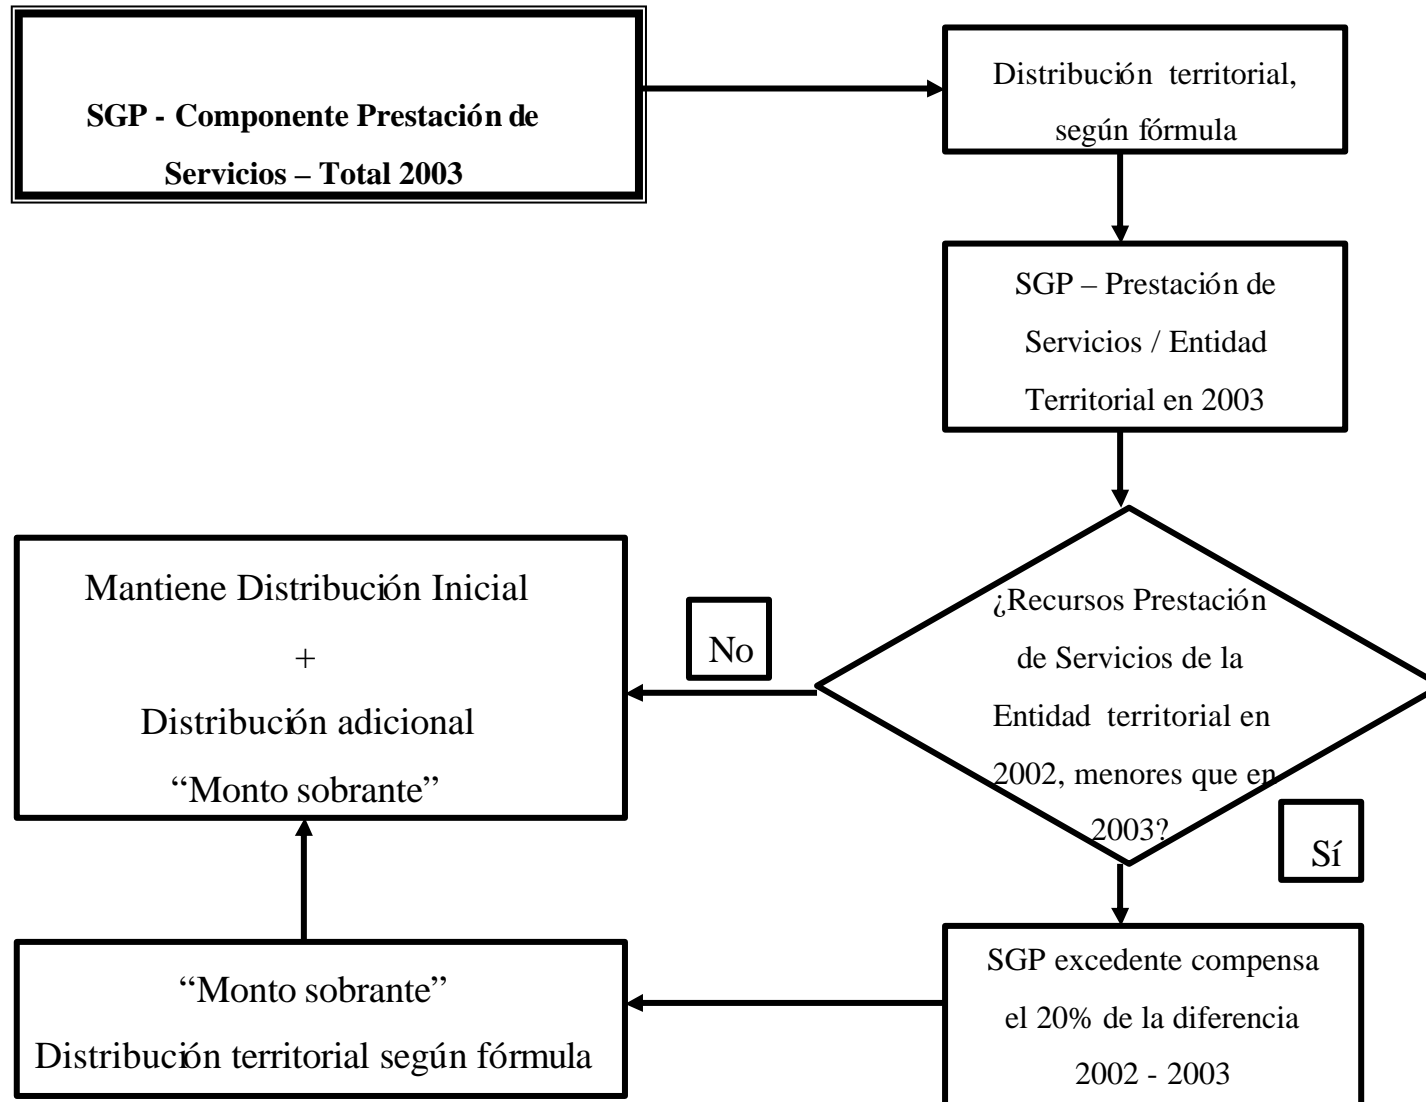 SGP - Componente Prestación de
Servicios – Total 2003
Distribución territorial,
según fórmula
SGP – Prestación de
Servicios / Entidad
Territorial en 2003
¿Recursos Prestación
de Servicios de la
Entidad territorial en
2002, menores que en
2003?
No
Sí
Mantiene Distribución Inicial
+
Distribución adicional
“Monto sobrante”
SGP excedente compensa
el 20% de la diferencia
2002 - 2003
“Monto sobrante”
Distribución territorial según fórmula